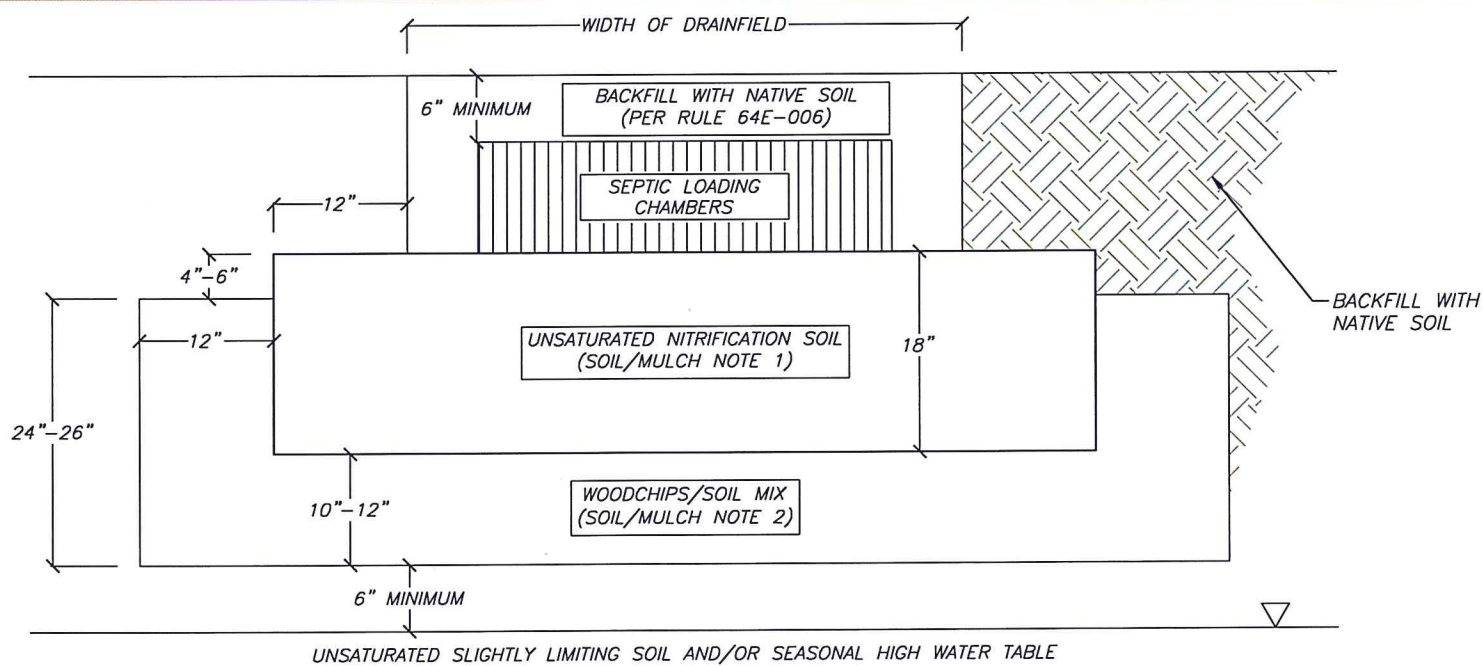 WIDTH OF DRAINFIELD
6" MINIMUM
BACKFILL WITH NATIVE SOIL
(PER RULE 64E-006)
SEPTIC LOADING
CHAMBERS
12"
4"-6"
12"
24"-26"
UNSATURATED NITRIFICATION SOIL
(SOIL/MULCH NOTE 1)
18"
BACKFILL WITH
NATIVE SOIL
10"-12"
WOODCHIPS/SOIL MIX
(SOIL/MULCH NOTE 2)
6" MINIMUM
UNSATURATED SLIGHTLY LIMITING SOIL AND/OR SEASONAL HIGH WATER TABLE